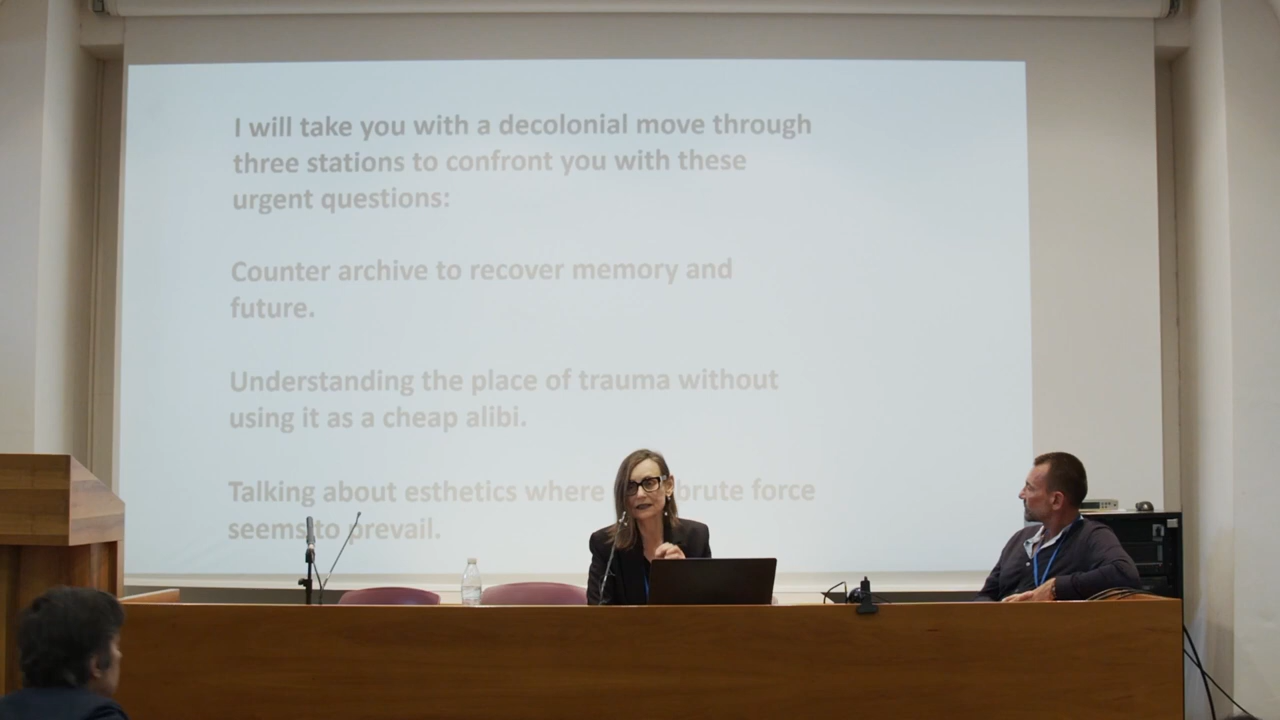 I will take you with a decolonial move through
three stations to confront you with these
urgent questions:
Counter archive to recover memory and
future.
Understanding the place of trauma without
using it as a cheap alibi.
Talking about esthetics where brute force
seems to prevail.